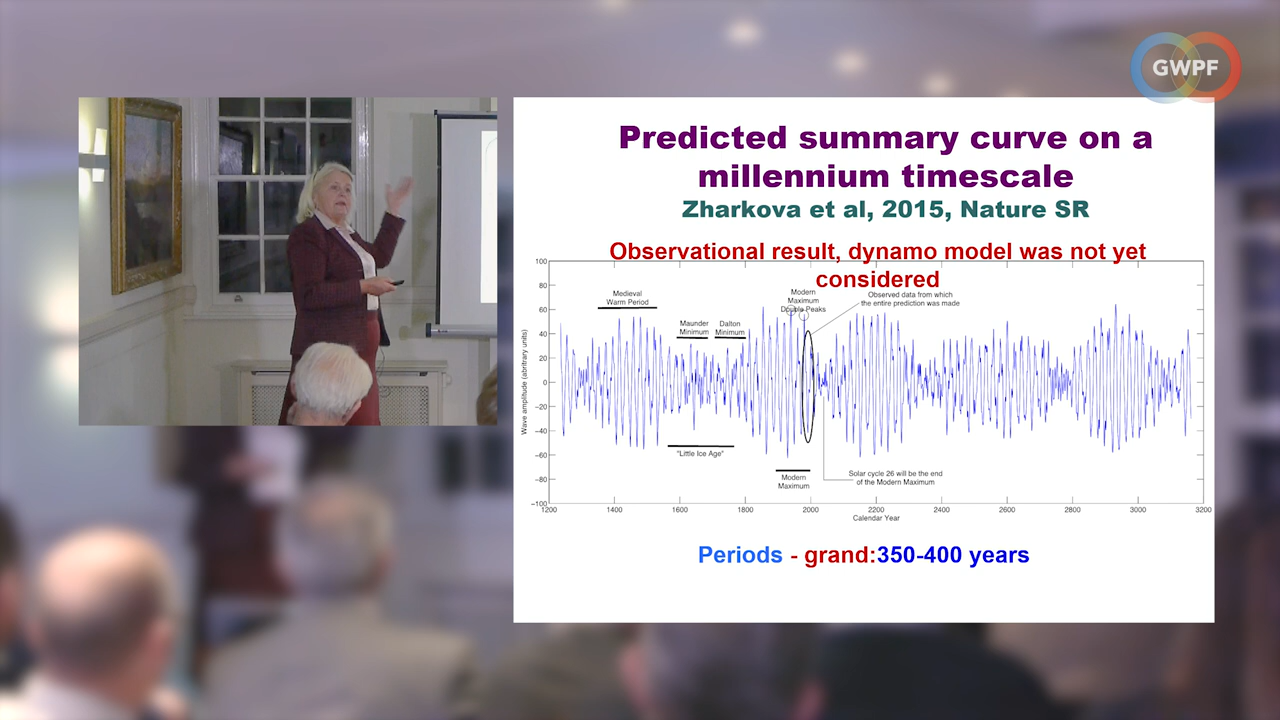 GWPF
Predicted summary curve on a
millennium timescale
Zharkova et al, 2015, Nature SR
Observational result, dynamo model was not yet
considered
100
80
60
40
20
0
−20
−40
−60
−80
−100
Wave amplitude (abritrary units)
Medieval
Warm Period
Maunder
Minimum
Dalton
Minimum
Modern
Maximum
Double Peaks
Observed data from which
the entire prediction was made
"Little Ice Age"
Modern
Maximum
Solar cycle 26 will be the end
of the Modern Maximum
1200 1400 1600 1800 2000 2200 2400 2600 2800 3000 3200
Calendar Year
Periods - grand:350-400 years